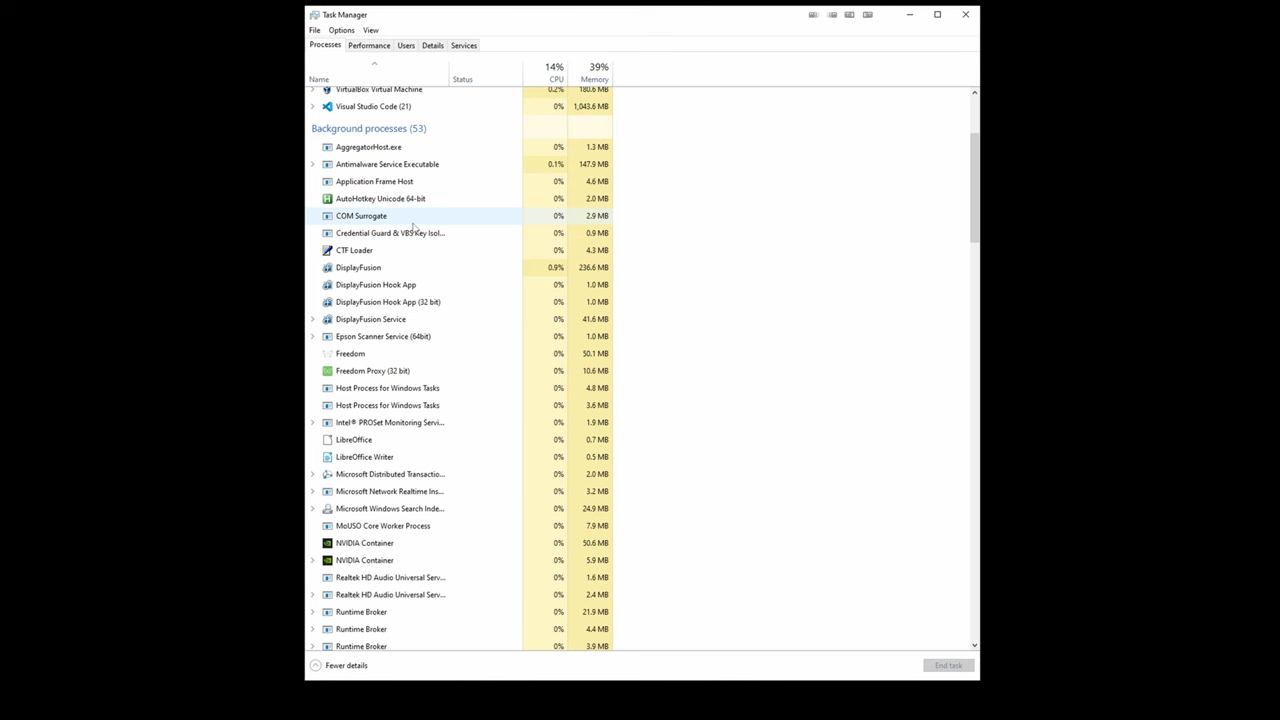 Task Manager
File Options View
Processes Performance Users Details Services
14% 39%
Name Status CPU Memory
VirtualBox Virtual Machine 0.2% 180.6 MB
Visual Studio Code (21) 0% 1,043.6 MB
Background processes (53)
AggregatorHost.exe 0% 1.3 MB
Antimalware Service Executable 0.1% 147.9 MB
Application Frame Host 0% 4.6 MB
AutoHotkey Unicode 64-bit 0% 2.0 MB
COM Surrogate 0% 2.9 MB
Credential Guard & VBS Key Isol... 0% 0.9 MB
CTF Loader 0% 4.3 MB
DisplayFusion 0.9% 236.6 MB
DisplayFusion Hook App 0% 1.0 MB
DisplayFusion Hook App (32 bit) 0% 1.0 MB
DisplayFusion Service 0% 41.6 MB
Epson Scanner Service (64bit) 0% 1.0 MB
Freedom 0% 50.1 MB
Freedom Proxy (32 bit) 0% 10.6 MB
Host Process for Windows Tasks 0% 4.8 MB
Host Process for Windows Tasks 0% 3.6 MB
Intel® PROSet Monitoring Servi... 0% 1.9 MB
LibreOffice 0% 0.7 MB
LibreOffice Writer 0% 0.5 MB
Microsoft Distributed Transactio... 0% 2.0 MB
Microsoft Network Realtime Ins... 0% 3.2 MB
Microsoft Windows Search Inde... 0% 24.9 MB
MoUSO Core Worker Process 0% 7.9 MB
NVIDIA Container 0% 50.6 MB
NVIDIA Container 0% 5.9 MB
Realtek HD Audio Universal Serv... 0% 1.6 MB
Realtek HD Audio Universal Serv... 0% 2.4 MB
Runtime Broker 0% 21.9 MB
Runtime Broker 0% 4.4 MB
Runtime Broker 0% 3.9 MB
Fewer details End task